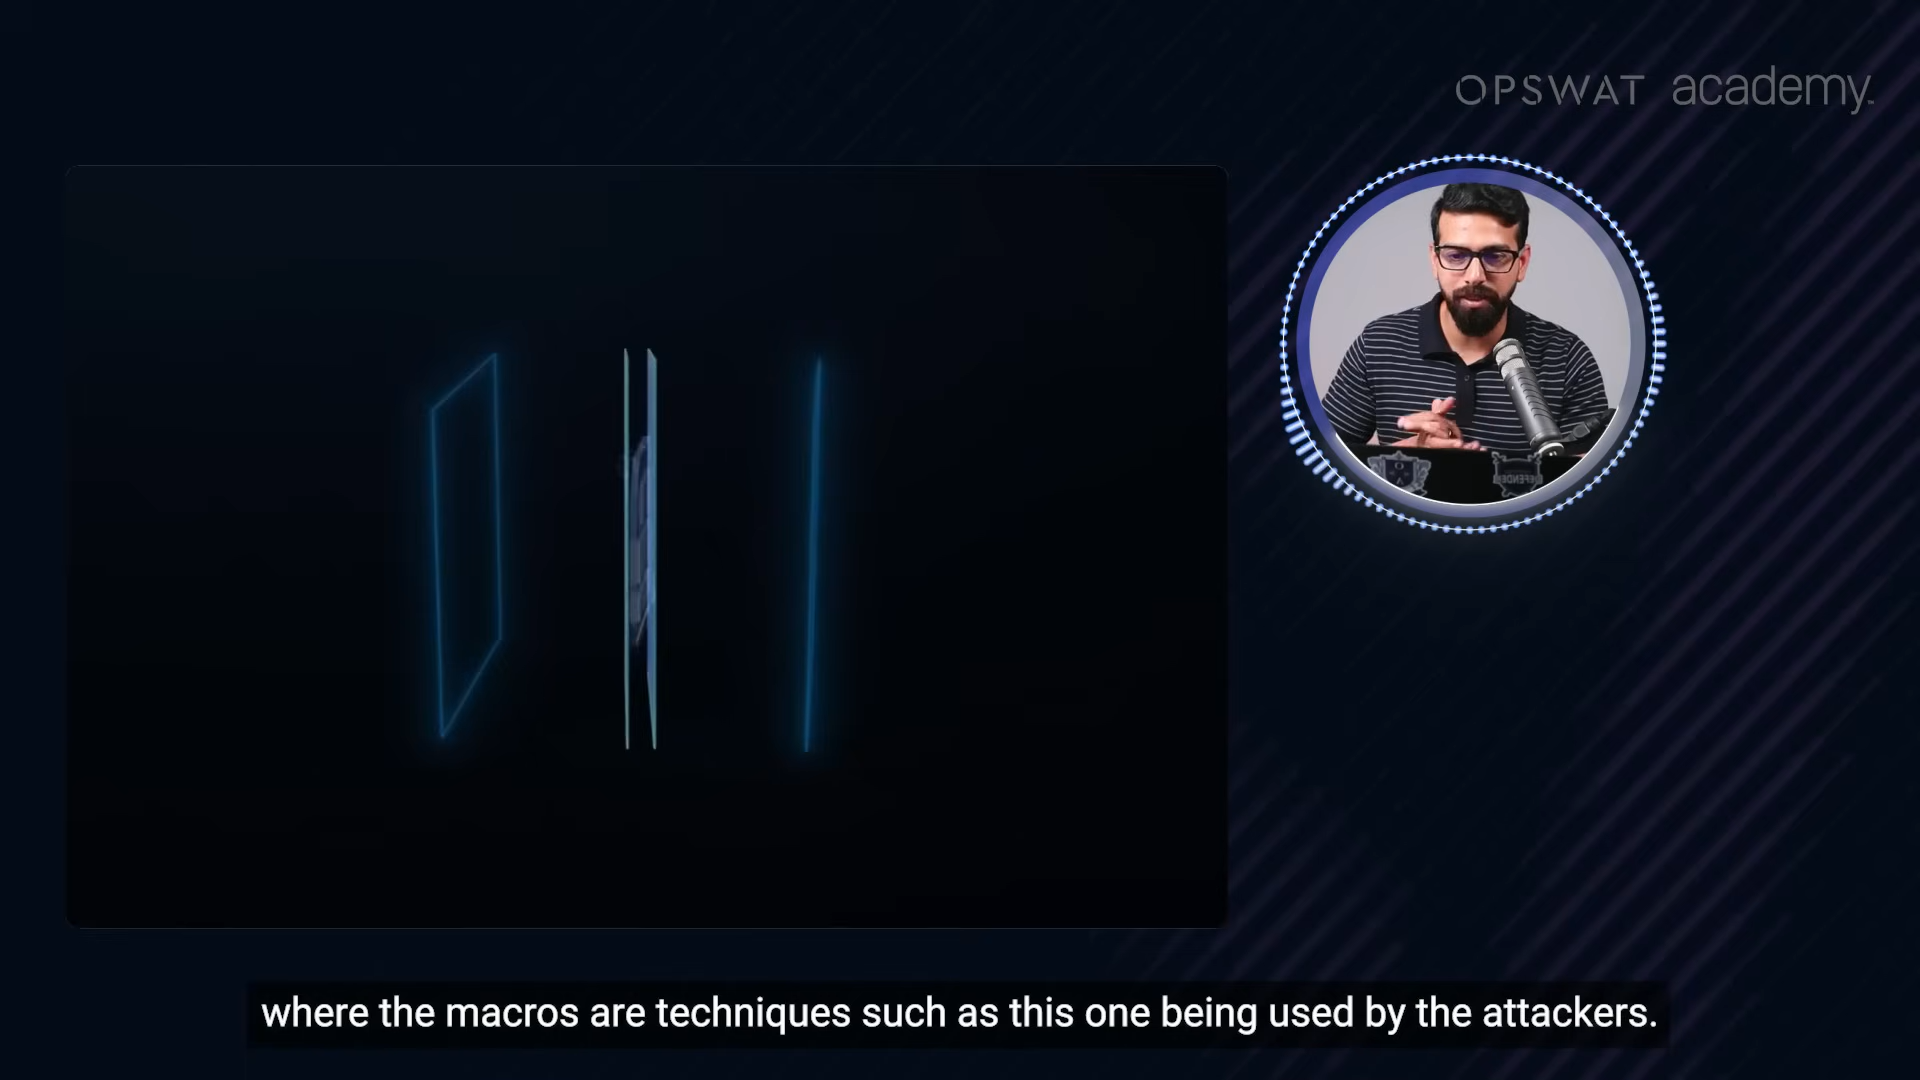 OPSWAT academy
where the macros are techniques such as this one being used by the attackers.